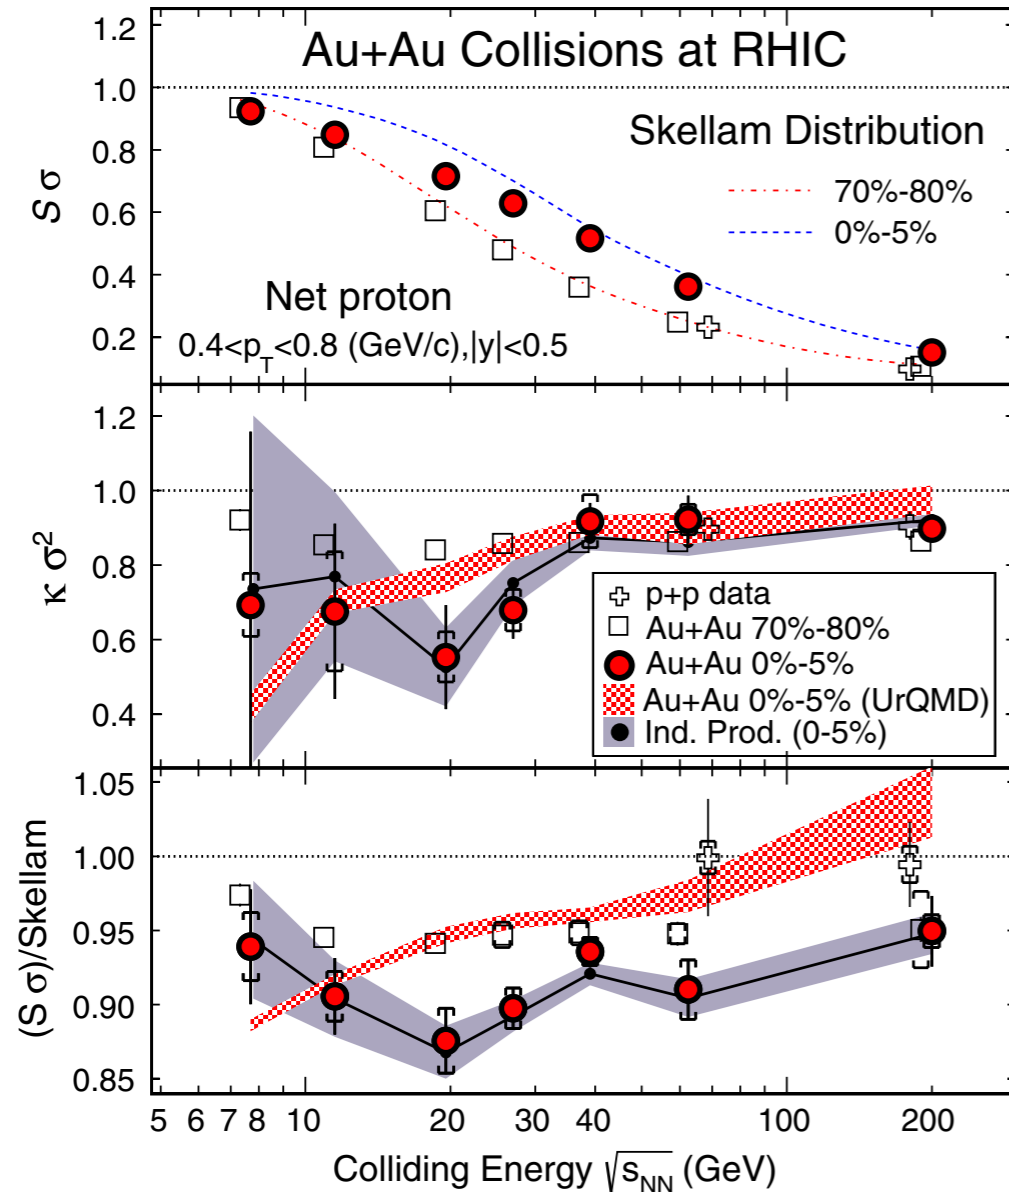 Au+Au Collisions at RHIC
1.2
1.0
0.8
0.6
0.4
0.2
S σ
Skellam Distribution
70%-80%
0%-5%
Net proton
0.4<p_T<0.8 (GeV/c),|y|<0.5
1.2
1.0
0.8
0.6
0.4
κ σ²
p+p data
Au+Au 70%-80%
Au+Au 0%-5%
Au+Au 0%-5% (UrQMD)
Ind. Prod. (0-5%)
1.05
1.00
0.95
0.90
0.85
(S σ)/Skellam
5 6 7 8 10 20 30 40 100 200
Colliding Energy √s_NN (GeV)